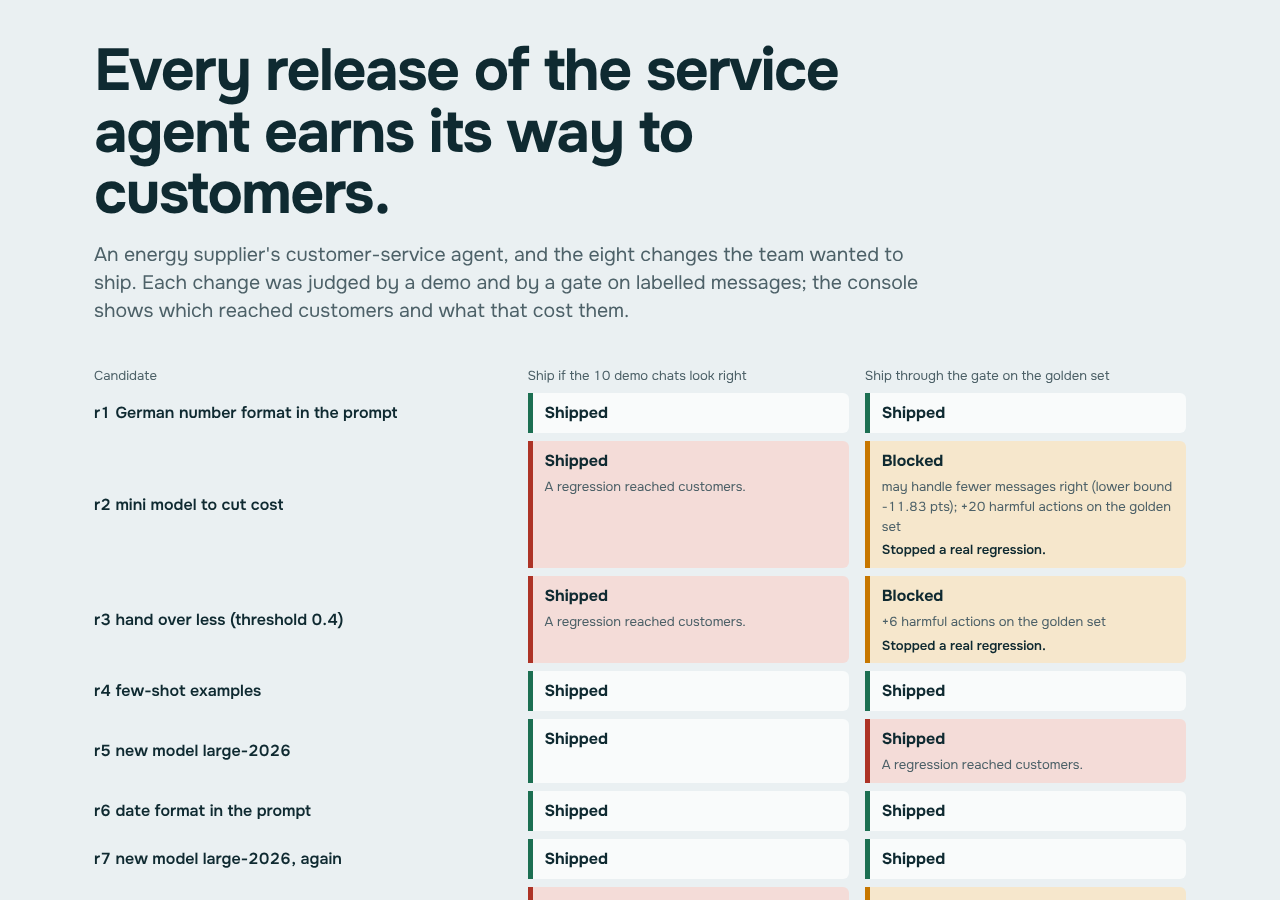 Every release of the service
agent earns its way to
customers.
An energy supplier's customer-service agent, and the eight changes the team wanted to
ship. Each change was judged by a demo and by a gate on labelled messages; the console
shows which reached customers and what that cost them.
Candidate
Ship if the 10 demo chats look right
Ship through the gate on the golden set
r1 German number format in the prompt
Shipped
Shipped
r2 mini model to cut cost
Shipped
A regression reached customers.
Blocked
may handle fewer messages right (lower bound
-11.83 pts); +20 harmful actions on the golden
set
Stopped a real regression.
r3 hand over less (threshold 0.4)
Shipped
A regression reached customers.
Blocked
+6 harmful actions on the golden set
Stopped a real regression.
r4 few-shot examples
Shipped
Shipped
r5 new model large-2026
Shipped
Shipped
A regression reached customers.
r6 date format in the prompt
Shipped
Shipped
r7 new model large-2026, again
Shipped
Shipped